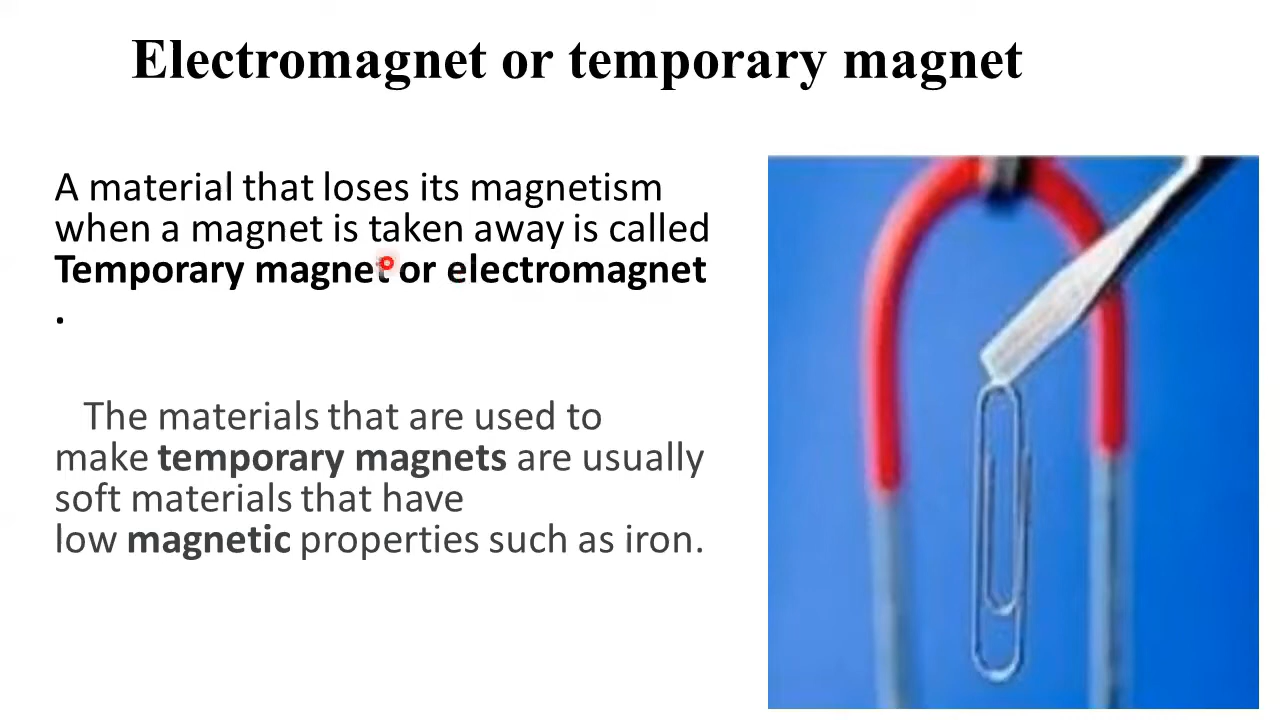 Electromagnet or temporary magnet
A material that loses its magnetism
when a magnet is taken away is called
Temporary magnet or electromagnet
.
The materials that are used to
make temporary magnets are usually
soft materials that have
low magnetic properties such as iron.